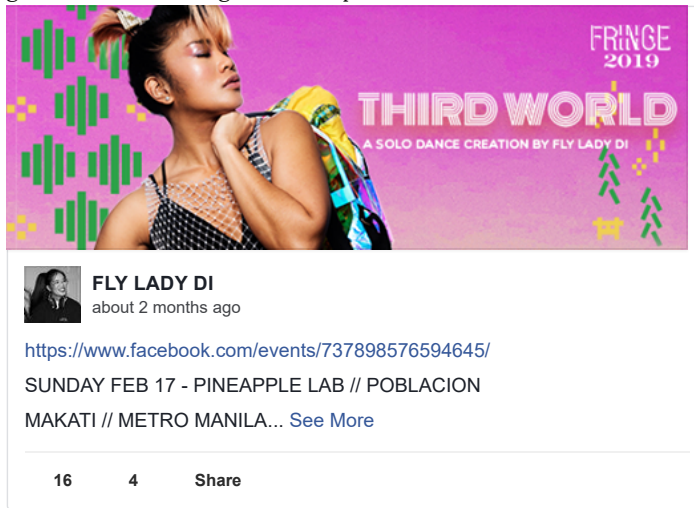 FRINGE
2019
THIRD WORLD
A SOLO DANCE CREATION BY FLY LADY DI
FLY LADY DI
about 2 months ago
https://www.facebook.com/events/737898576594645/
SUNDAY FEB 17 - PINEAPPLE LAB // POBLACION
MAKATI // METRO MANILA... See More
16 4 Share